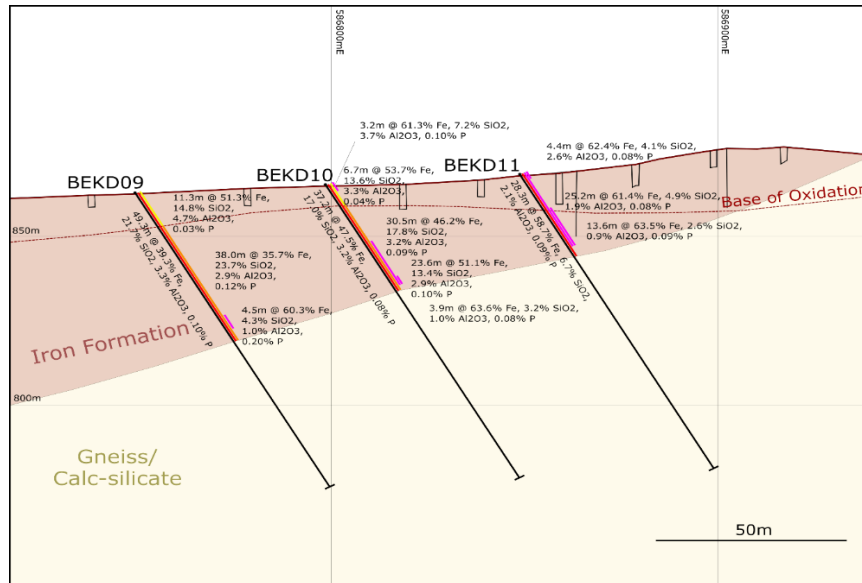 586800mE
586900mE
3.2m @ 61.3% Fe, 7.2% SiO2,
3.7% Al2O3, 0.10% P
4.4m @ 62.4% Fe, 4.1% SiO2,
2.6% Al2O3, 0.08% P
BEKD09
BEKD10
BEKD11
11.3m @ 51.3% Fe,
14.8% SiO2,
4.7% Al2O3,
0.03% P
49.3m @ 39.3% Fe,
21.7% SiO2, 3.3% Al2O3, 0.10% P
38.0m @ 35.7% Fe,
23.7% SiO2,
2.9% Al2O3,
0.12% P
4.5m @ 60.3% Fe,
4.3% SiO2,
1.0% Al2O3,
0.20% P
6.7m @ 53.7% Fe,
13.6% SiO2,
3.3% Al2O3,
0.04% P
37.2m @ 47.5% Fe,
17.0% SiO2, 3.2% Al2O3, 0.08% P
30.5m @ 46.2% Fe,
17.8% SiO2,
3.2% Al2O3,
0.09% P
23.6m @ 51.1% Fe,
13.4% SiO2,
2.9% Al2O3,
0.10% P
3.9m @ 63.6% Fe, 3.2% SiO2,
1.0% Al2O3, 0.08% P
28.3m @ 58.7% Fe, 6.7% SiO2,
2.1% Al2O3, 0.09% P
25.2m @ 61.4% Fe, 4.9% SiO2,
1.9% Al2O3, 0.08% P
13.6m @ 63.5% Fe, 2.6% SiO2,
0.9% Al2O3, 0.09% P
Base of Oxidation
850m
Iron Formation
800m
Gneiss/
Calc-silicate
50m